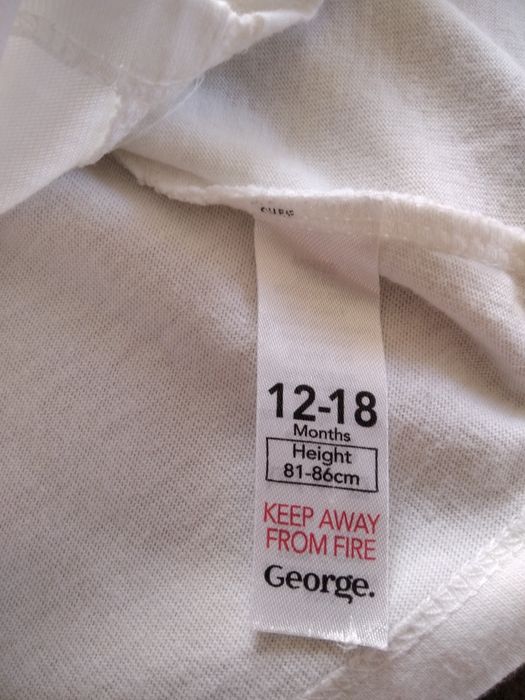 12-18
Months
Height
81-86cm
KEEP AWAY
FROM FIRE
George.